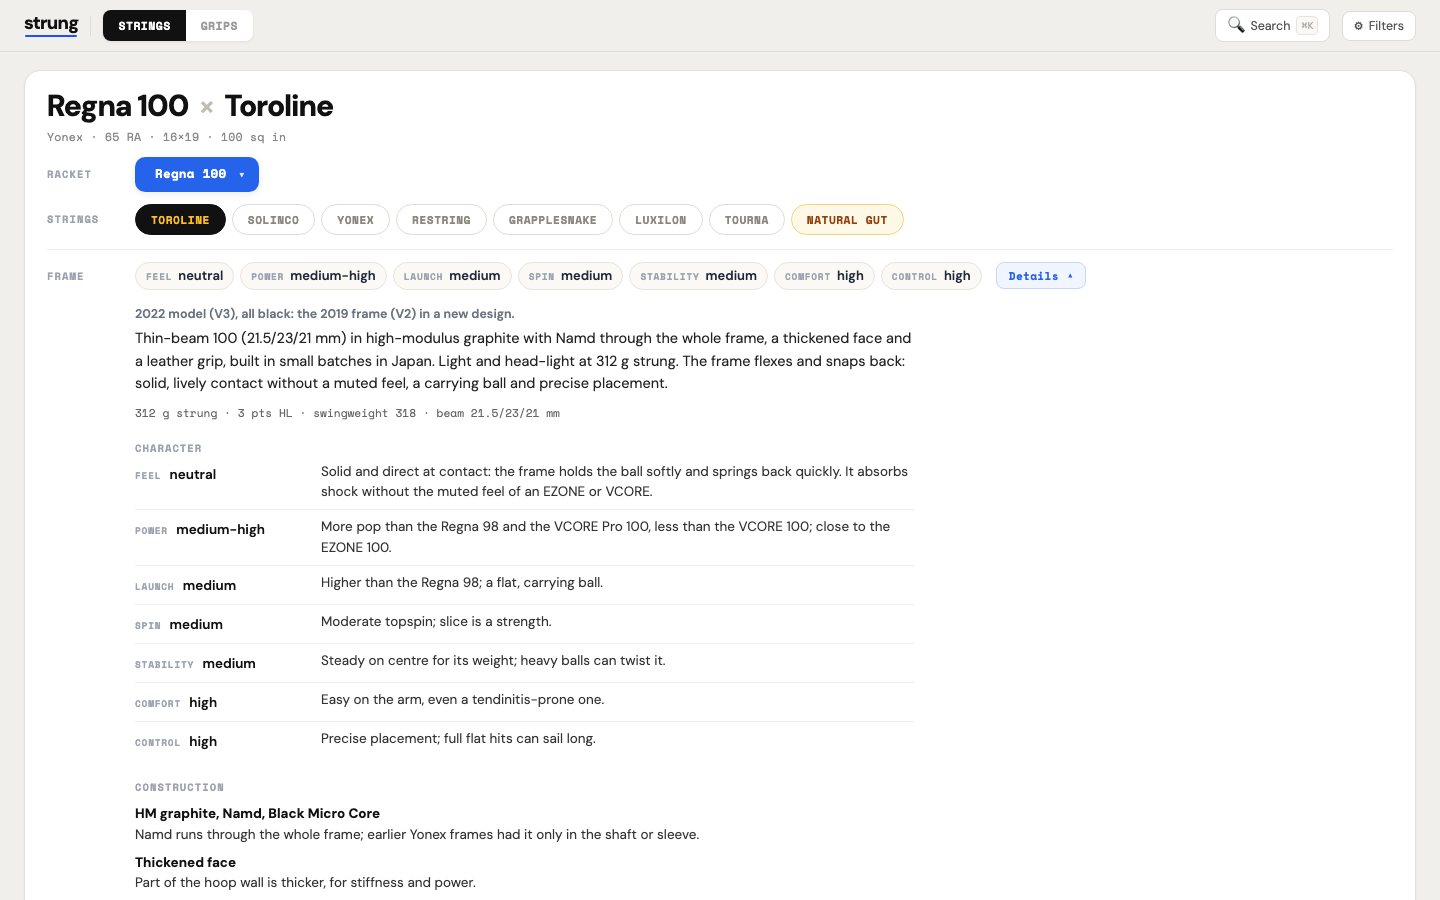 strung
STRINGS GRIPS
Search ⌘K
Filters
Regna 100 × Toroline
Yonex · 65 RA · 16×19 · 100 sq in
RACKET
Regna 100
STRINGS
TOROLINE SOLINCO YONEX RESTRING GRAPPLESNAKE LUXILON TOURNA NATURAL GUT
FRAME
FEEL neutral POWER medium-high LAUNCH medium SPIN medium STABILITY medium COMFORT high CONTROL high Details
2022 model (V3), all black: the 2019 frame (V2) in a new design.
Thin-beam 100 (21.5/23/21 mm) in high-modulus graphite with Namd through the whole frame, a thickened face and
a leather grip, built in small batches in Japan. Light and head-light at 312 g strung. The frame flexes and snaps back:
solid, lively contact without a muted feel, a carrying ball and precise placement.
312 g strung · 3 pts HL · swingweight 318 · beam 21.5/23/21 mm
CHARACTER
FEEL neutral
Solid and direct at contact: the frame holds the ball softly and springs back quickly. It absorbs
shock without the muted feel of an EZONE or VCORE.
POWER medium-high
More pop than the Regna 98 and the VCORE Pro 100, less than the VCORE 100; close to the
EZONE 100.
LAUNCH medium
Higher than the Regna 98; a flat, carrying ball.
SPIN medium
Moderate topspin; slice is a strength.
STABILITY medium
Steady on centre for its weight; heavy balls can twist it.
COMFORT high
Easy on the arm, even a tendinitis-prone one.
CONTROL high
Precise placement; full flat hits can sail long.
CONSTRUCTION
HM graphite, Namd, Black Micro Core
Namd runs through the whole frame; earlier Yonex frames had it only in the shaft or sleeve.
Thickened face
Part of the hoop wall is thicker, for stiffness and power.